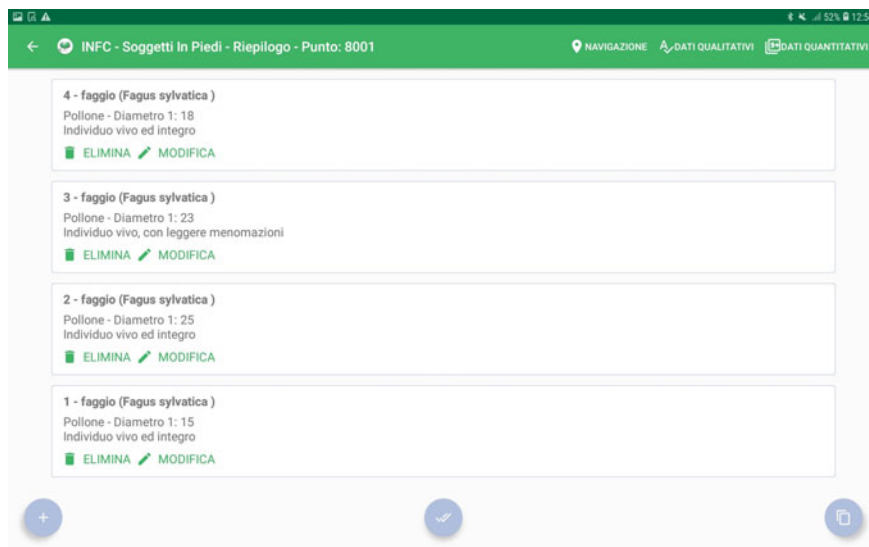 52% 12:5
INFC - Soggetti In Piedi - Riepilogo - Punto: 8001 NAVIGAZIONE DATI QUALITATIVI DATI QUANTITATIVI
4 - faggio (Fagus sylvatica )
Pollone - Diametro 1: 18
Individuo vivo ed integro
ELIMINA MODIFICA
3 - faggio (Fagus sylvatica )
Pollone - Diametro 1: 23
Individuo vivo, con leggere menomazioni
ELIMINA MODIFICA
2 - faggio (Fagus sylvatica )
Pollone - Diametro 1: 25
Individuo vivo ed integro
ELIMINA MODIFICA
1 - faggio (Fagus sylvatica )
Pollone - Diametro 1: 15
Individuo vivo ed integro
ELIMINA MODIFICA